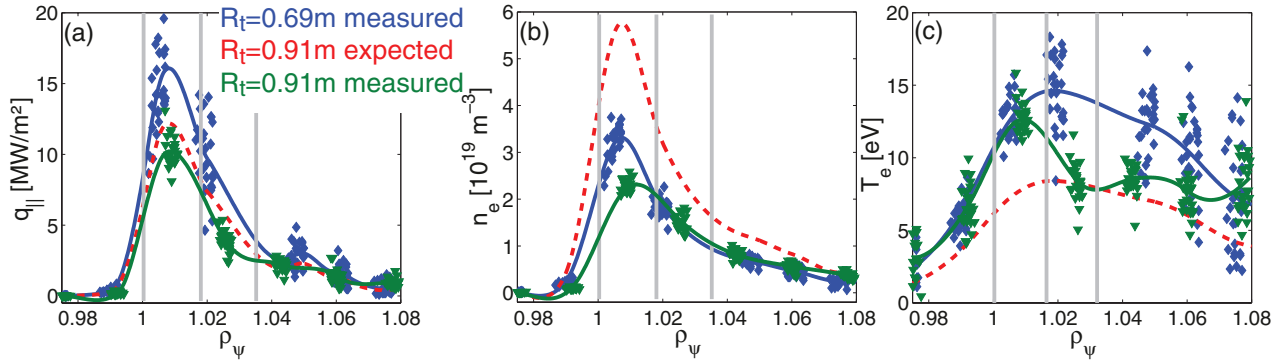 (a)
R_t=0.69m measured
R_t=0.91m expected
R_t=0.91m measured
q_|| [MW/m²]
20
15
10
5
0
0.98 1 1.02 1.04 1.06 1.08
ρ_ψ
(b)
n_e [10^19 m^−3]
6
5
4
3
2
1
0
0.98 1 1.02 1.04 1.06 1.08
ρ_ψ
(c)
T_e [eV]
20
15
10
5
0
0.98 1 1.02 1.04 1.06 1.08
ρ_ψ